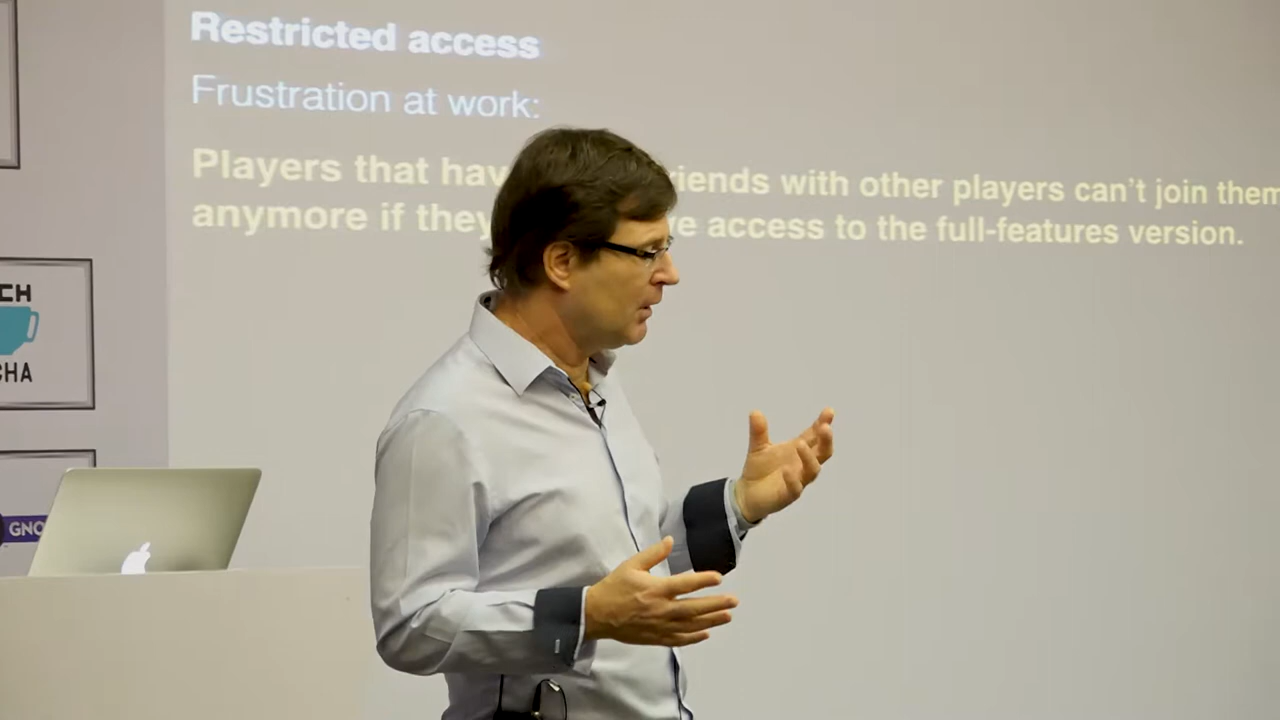 Restricted access
Frustration at work:
Players that hav riends with other players can't join them
anymore if they ve access to the full-features version.
CH
CHA
GNO